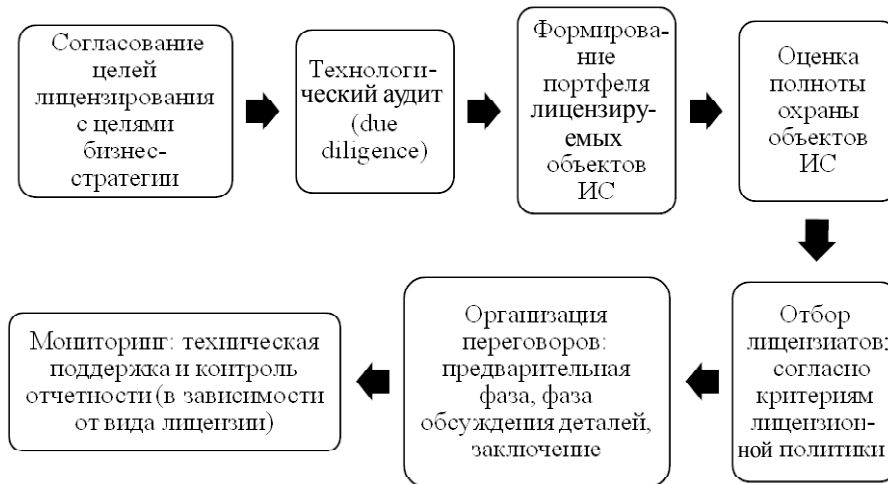 Согласование
целей
лицензирования
с целями
бизнес-
стратегии
Технологи-
ческий аудит
(due
diligence)
Формирова-
ние
портфеля
лицензиру-
емых
объектов
ИС
Оценка
полноты
охраны
объектов
ИС
Отбор
лицензиатов:
согласно
критериям
лицензион-
ной политики
Организация
переговоров:
предварительная
фаза, фаза
обсуждения деталей,
заключение
Мониторинг: техническая
поддержка и контроль
отчетности (в зависимости
от вида лицензии)